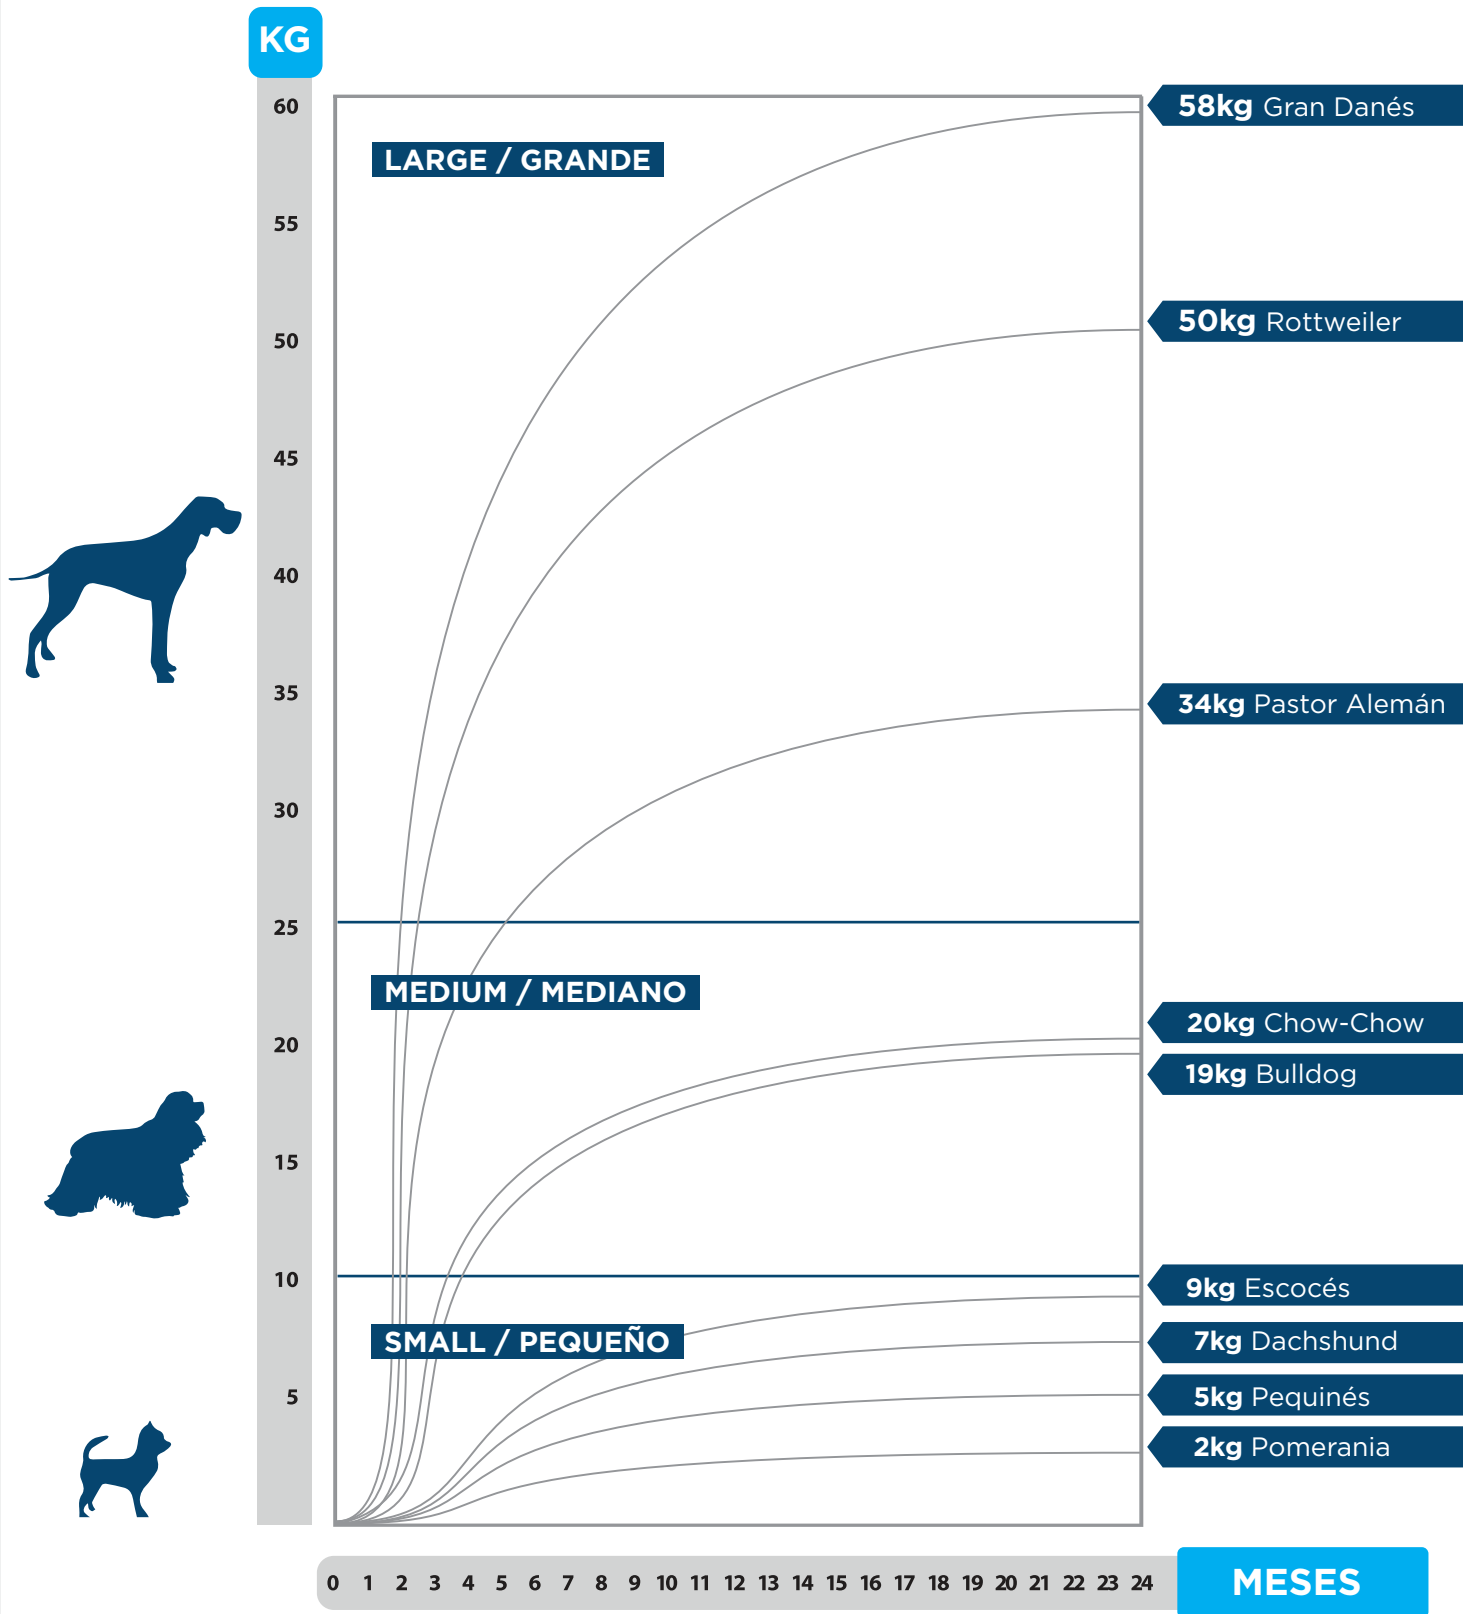 KG
60
58kg Gran Danés
LARGE / GRANDE
55
50kg Rottweiler
50
45
40
35
34kg Pastor Alemán
30
25
MEDIUM / MEDIANO
20kg Chow-Chow
20
19kg Bulldog
15
10
9kg Escocés
SMALL / PEQUEÑO
7kg Dachshund
5
5kg Pequinés
2kg Pomerania
0 1 2 3 4 5 6 7 8 9 10 11 12 13 14 15 16 17 18 19 20 21 22 23 24
MESES